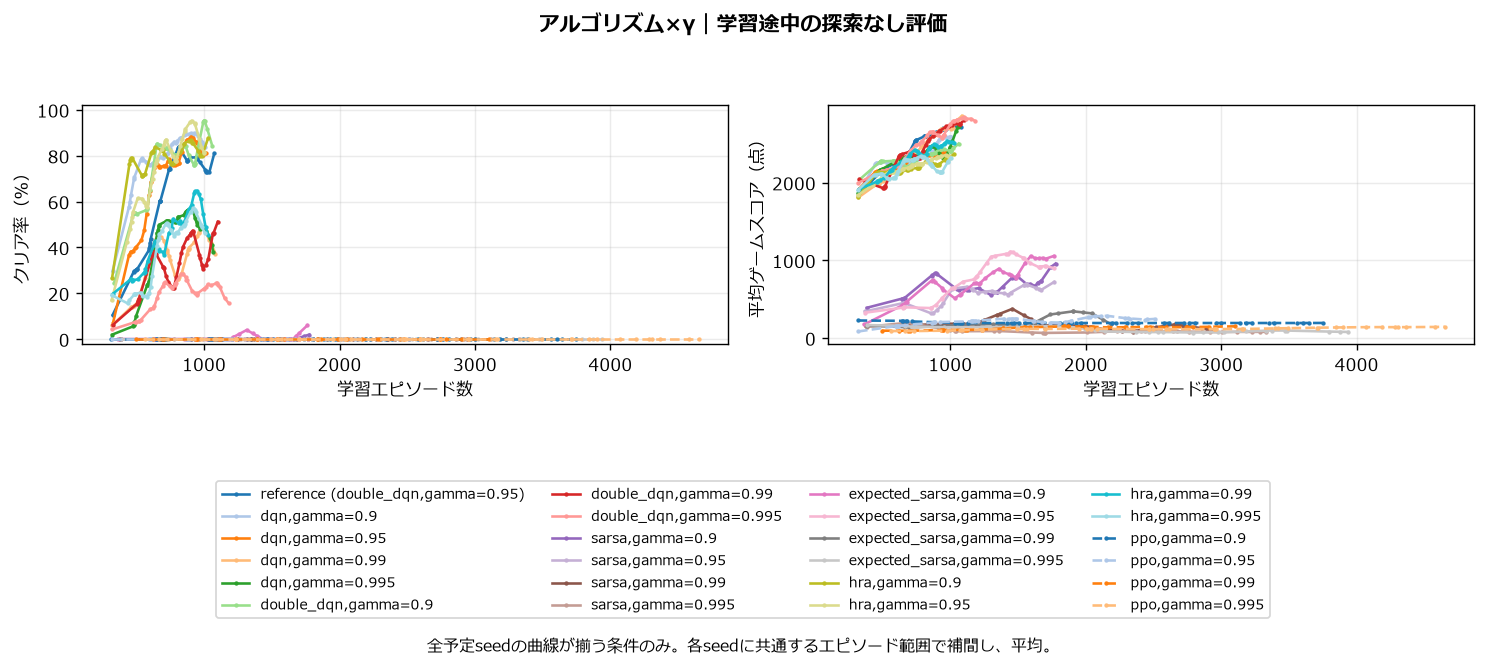 アルゴリズム×γ｜学習途中の探索なし評価
クリア率（%）
100
80
60
40
20
0
1000
2000
3000
4000
学習エピソード数
平均ゲームスコア（点）
2000
1000
0
1000
2000
3000
4000
学習エピソード数
reference (double_dqn,gamma=0.95)
dqn,gamma=0.9
dqn,gamma=0.95
dqn,gamma=0.99
dqn,gamma=0.995
double_dqn,gamma=0.9
double_dqn,gamma=0.99
double_dqn,gamma=0.995
sarsa,gamma=0.9
sarsa,gamma=0.95
sarsa,gamma=0.99
sarsa,gamma=0.995
expected_sarsa,gamma=0.9
expected_sarsa,gamma=0.95
expected_sarsa,gamma=0.99
expected_sarsa,gamma=0.995
hra,gamma=0.9
hra,gamma=0.95
hra,gamma=0.99
hra,gamma=0.995
ppo,gamma=0.9
ppo,gamma=0.95
ppo,gamma=0.99
ppo,gamma=0.995
全予定seedの曲線が揃う条件のみ。各seedに共通するエピソード範囲で補間し、平均。